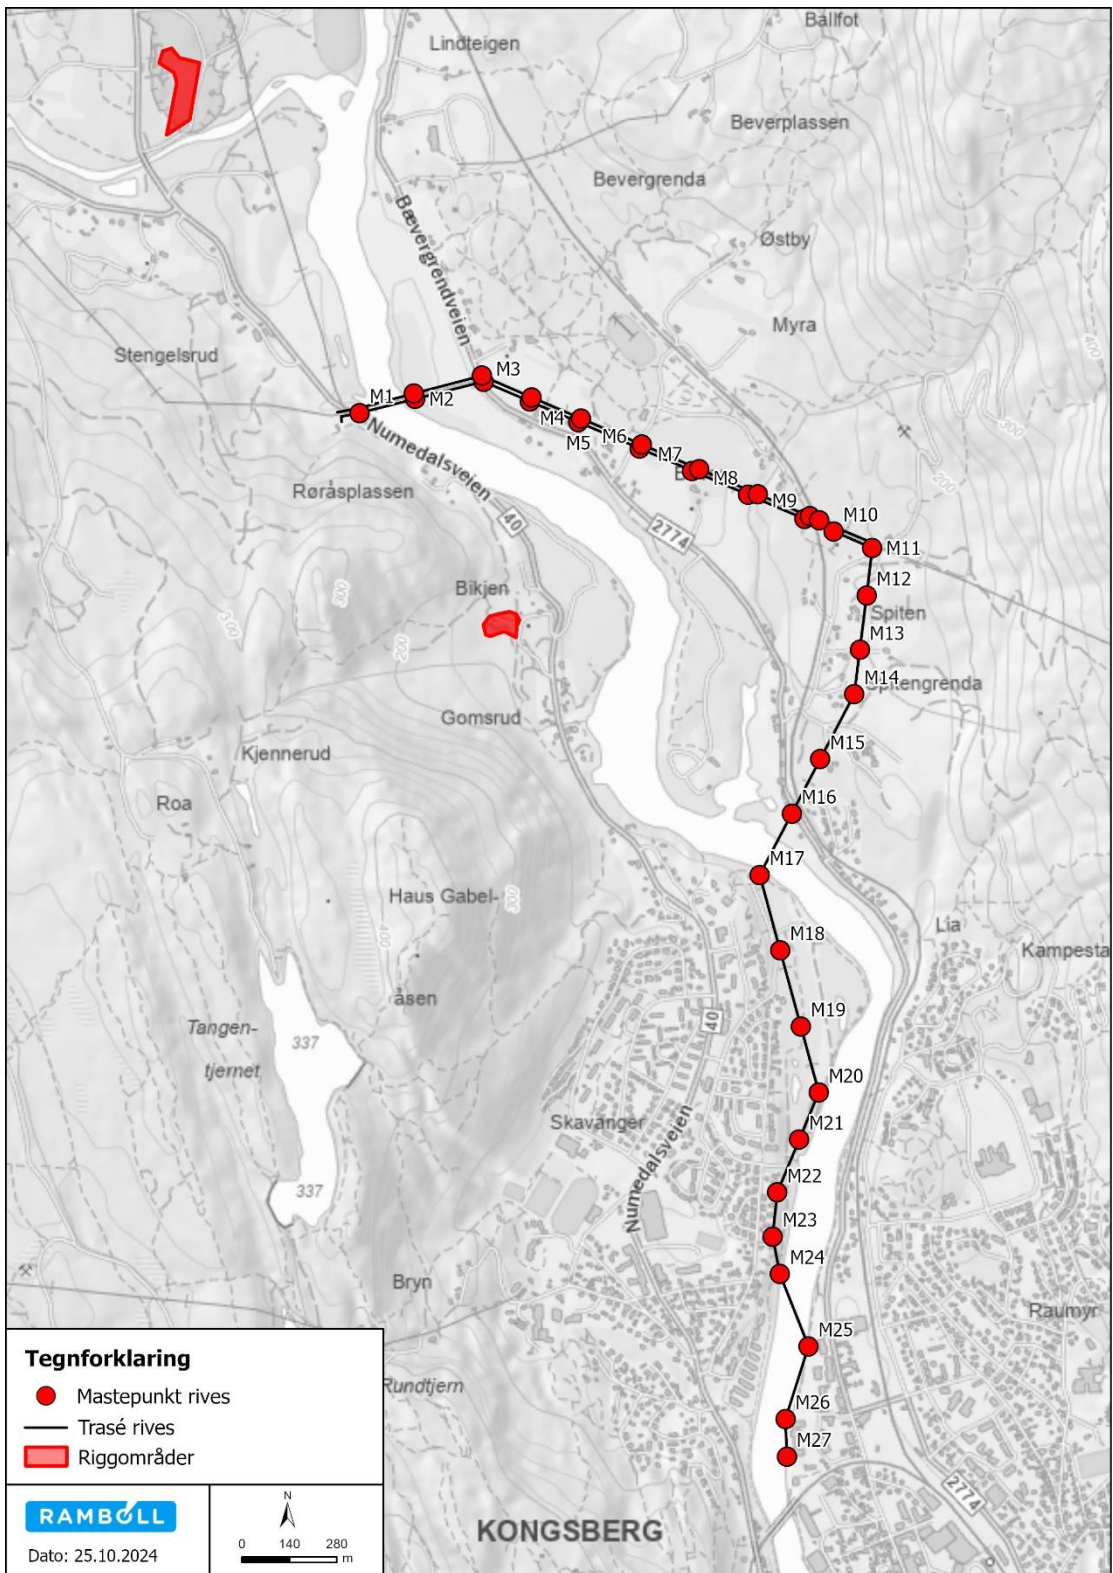 Ballfot
Lindteigen
Beverplassen
Bevergrenda
Bævergrendveien
Østby
Myra
Stengelsrud
400
M3
M1
M2
M4
M5
M6
300
Numedalsveien
M7
M8
200
Røråsplassen
M9
40
2774
M10
M11
300
Bikjen
M12
Spiten
300
200
M13
M14
Spitengrenda
Gomsrud
M15
Kjennerud
Roa
M16
M17
Haus Gabel-
300
400
Lia
M18
Kampesta
åsen
Tangen-
tjernet
337
40
M19
M20
Skavanger
M21
Numedalsveien
M22
337
M23
M24
Bryn
Raumyr
M25
Rundtjern
M26
M27
2774
KONGSBERG
Tegnforklaring
Mastepunkt rives
Trasé rives
Riggområder
RAMBOLL
Dato: 25.10.2024
N
0 140 280
m